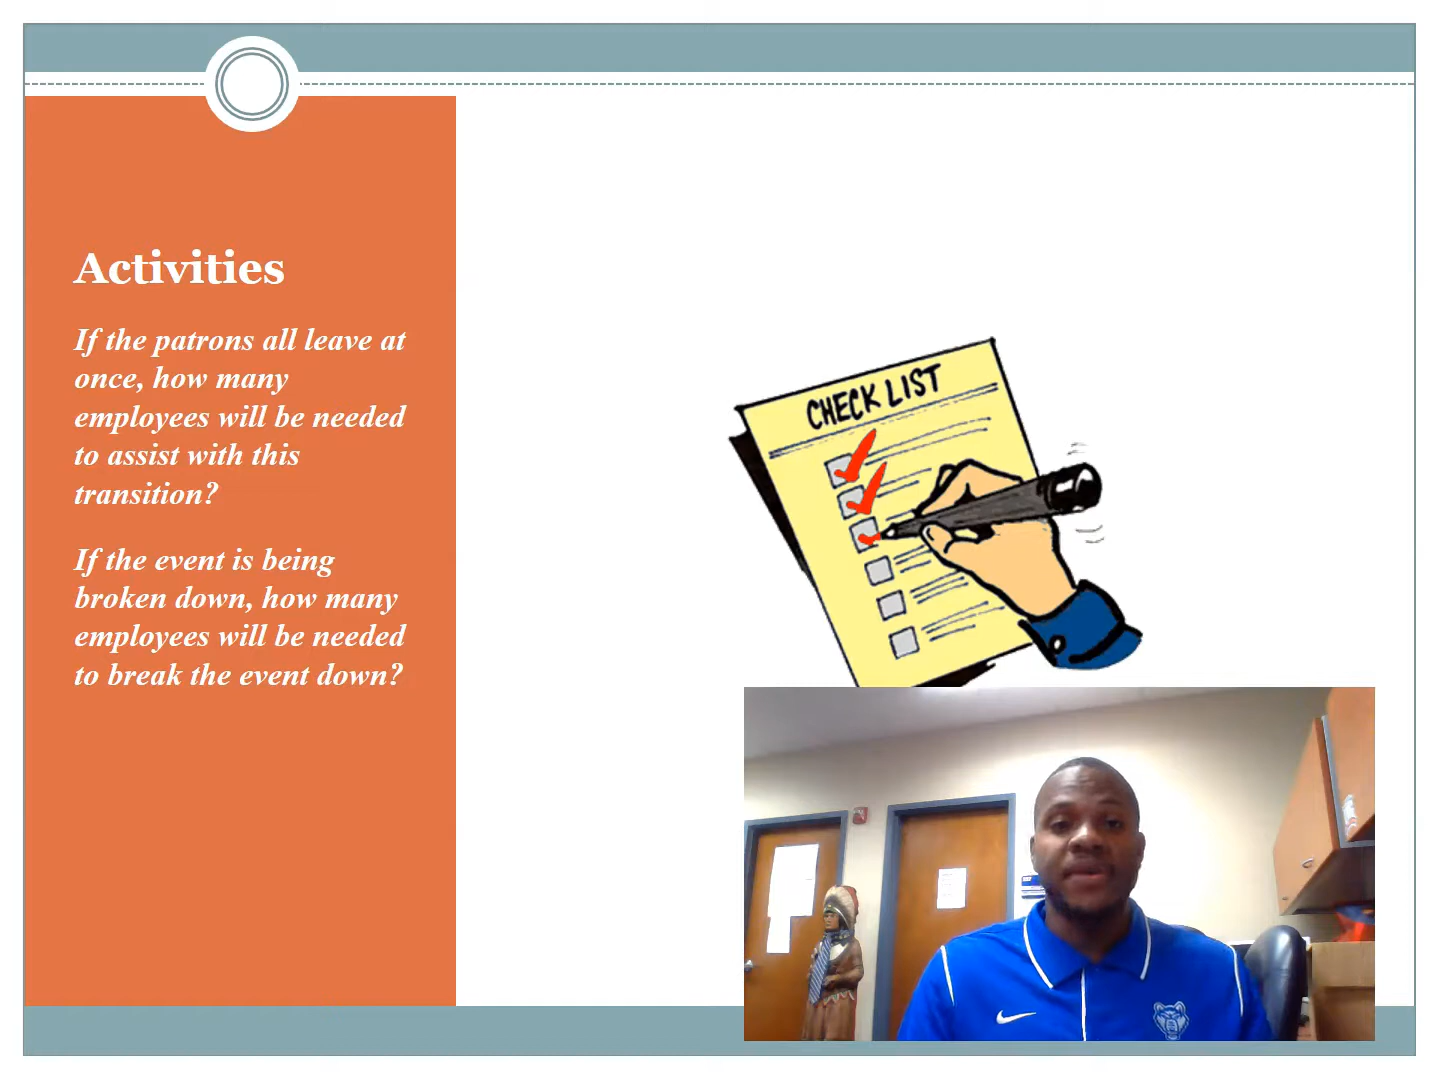 Activities
If the patrons all leave at
once, how many
employees will be needed
to assist with this
transition?
If the event is being
broken down, how many
employees will be needed
to break the event down?
CHECK LIST